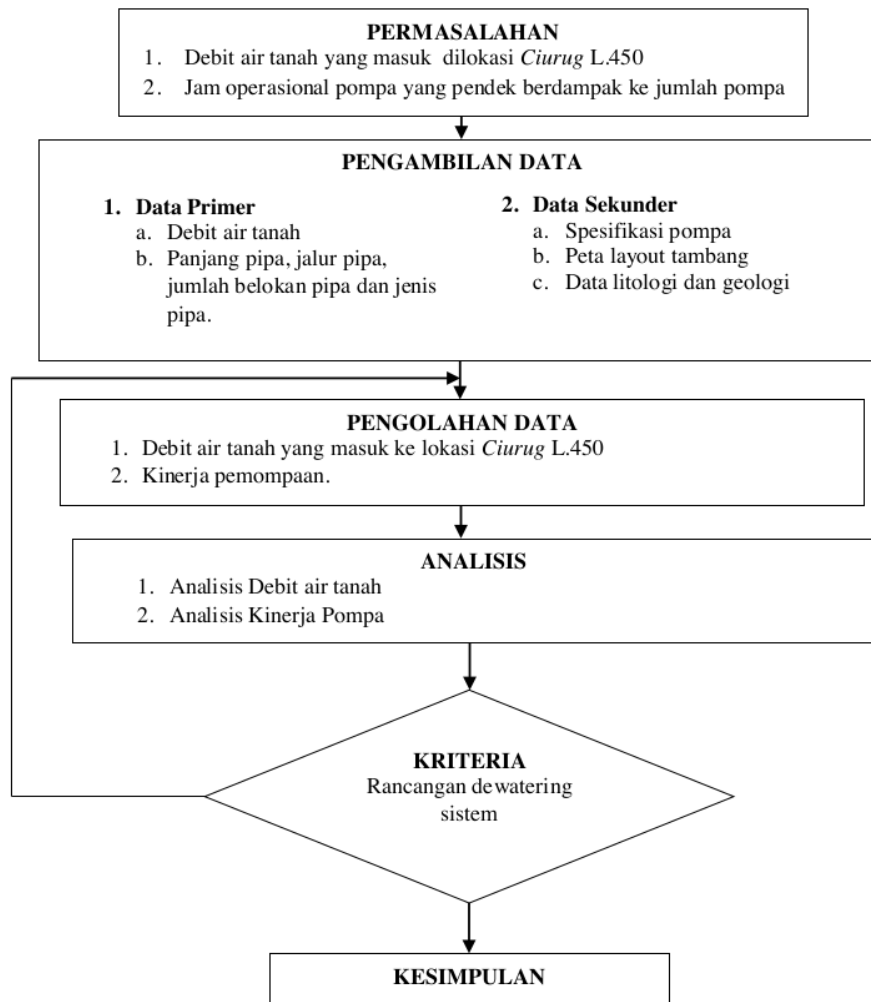 PERMASALAHAN
1. Debit air tanah yang masuk dilokasi Ciurug L.450
2. Jam operasional pompa yang pendek berdampak ke jumlah pompa
PENGAMBILAN DATA
1. Data Primer
a. Debit air tanah
b. Panjang pipa, jalur pipa,
jumlah belokan pipa dan jenis
pipa.
2. Data Sekunder
a. Spesifikasi pompa
b. Peta layout tambang
c. Data litologi dan geologi
PENGOLAHAN DATA
1. Debit air tanah yang masuk ke lokasi Ciurug L.450
2. Kinerja pemompaan.
ANALISIS
1. Analisis Debit air tanah
2. Analisis Kinerja Pompa
KRITERIA
Rancangan dewatering
sistem
KESIMPULAN